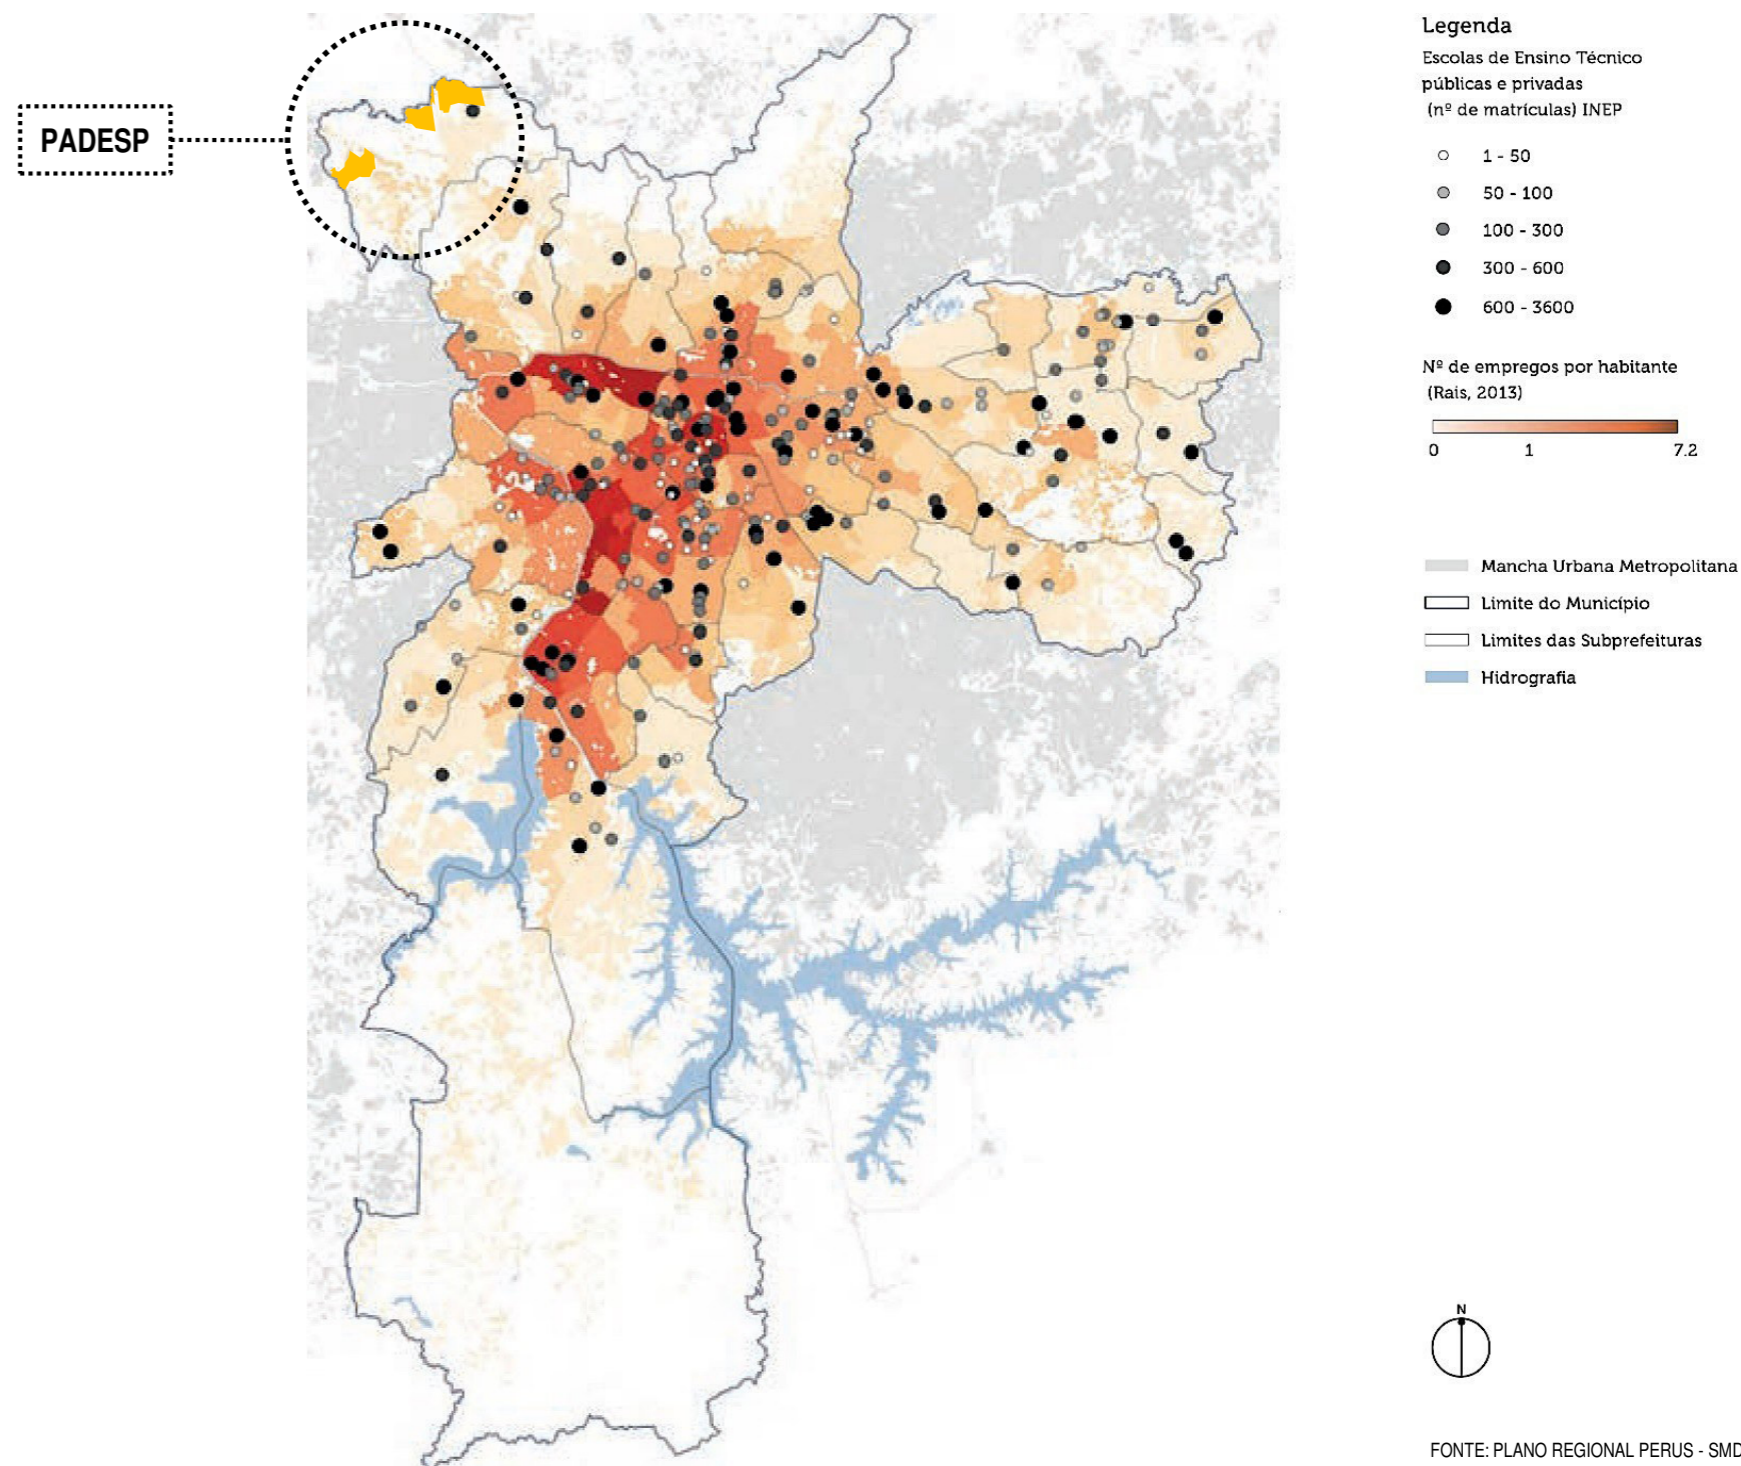 PADESP
Legenda
Escolas de Ensino Técnico
públicas e privadas
(nº de matrículas) INEP
1 - 50
50 - 100
100 - 300
300 - 600
600 - 3600
Nº de empregos por habitante
(Rais, 2013)
0 1 7.2
Mancha Urbana Metropolitana
Limite do Município
Limites das Subprefeituras
Hidrografia
N
FONTE: PLANO REGIONAL PERUS - SMD